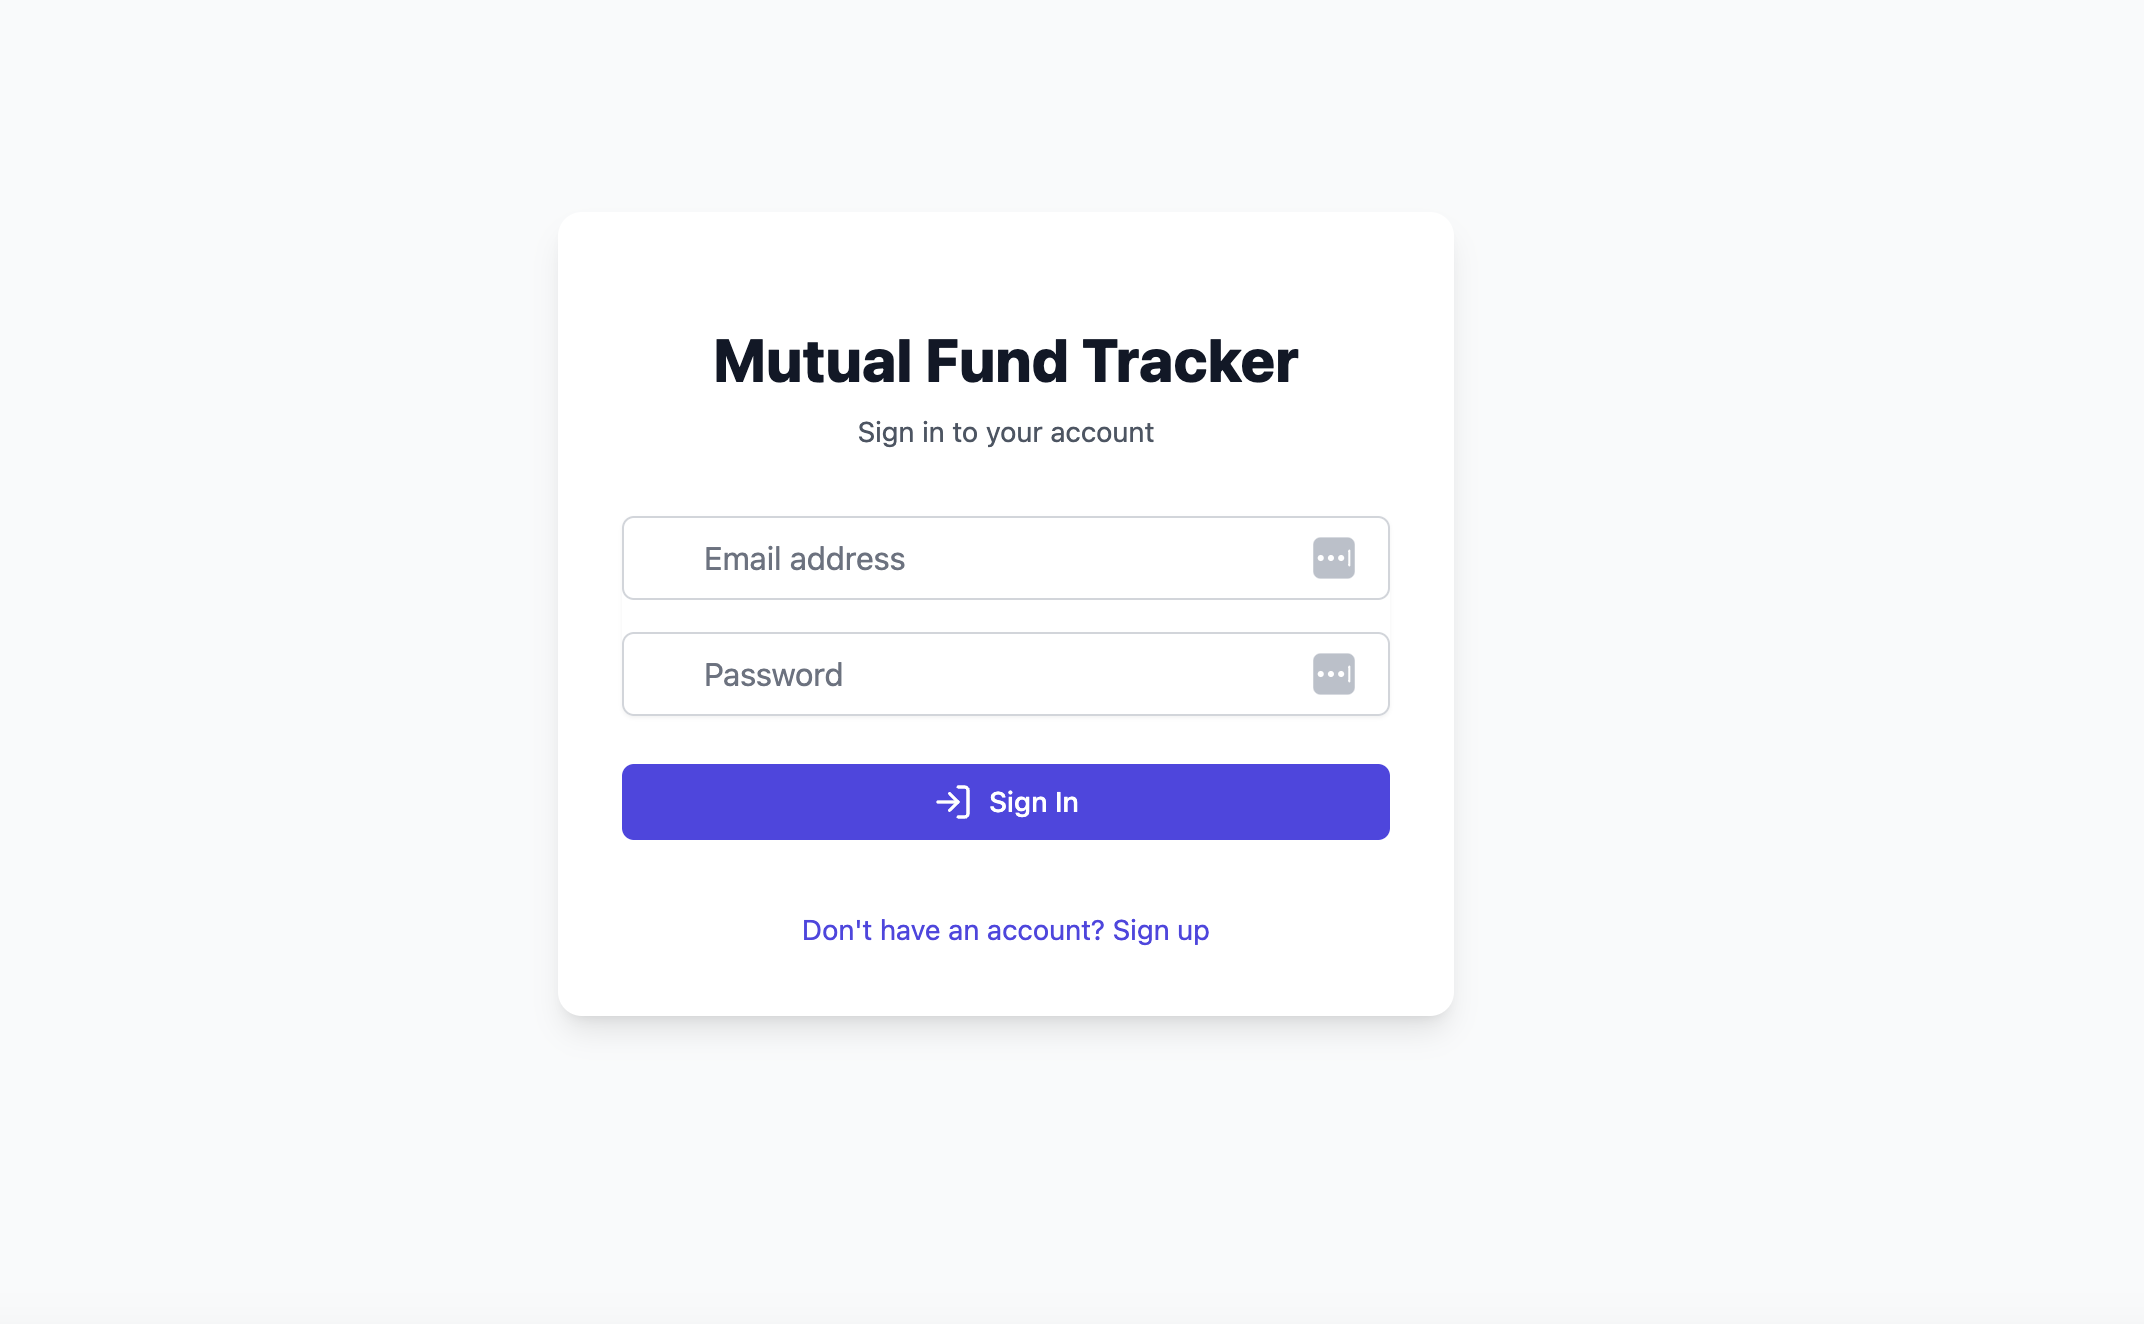 Mutual Fund Tracker
Sign in to your account
Email address
Password
Sign In
Don't have an account? Sign up